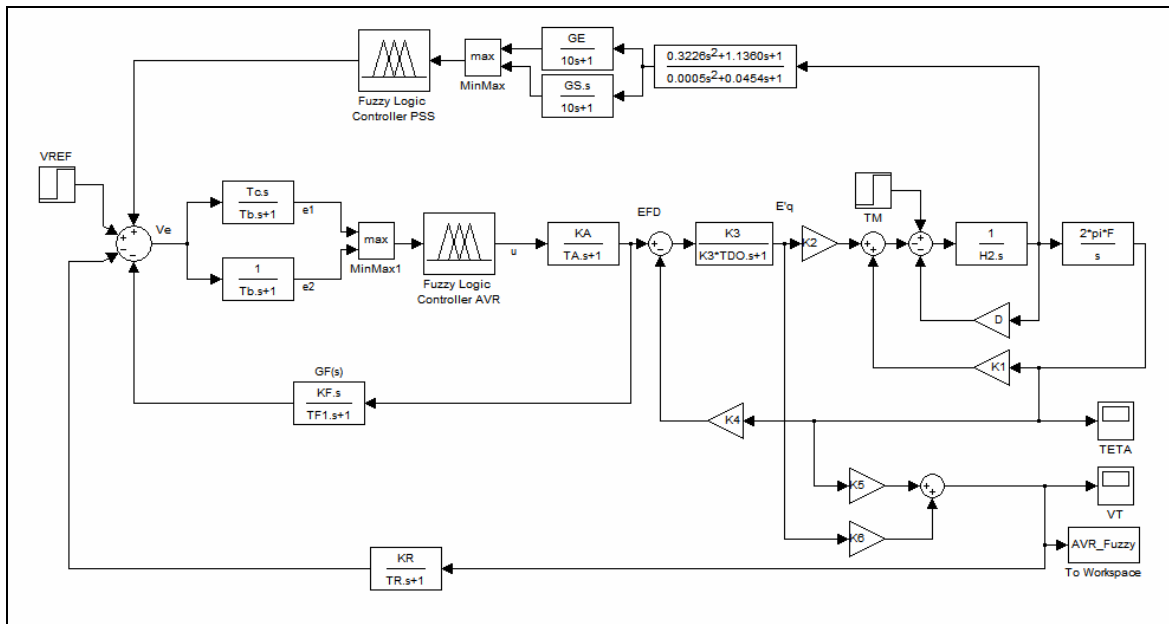 GE
10s+1
max
MinMax
Fuzzy Logic
Controller PSS
GS.s
10s+1
0.3226s²+1.1360s+1
0.0005s²+0.0454s+1
VREF
Ve
Tc.s
Tb.s+1
e1
1
Tb.s+1
e2
max
MinMax1
Fuzzy Logic
Controller AVR
u
KA
TA.s+1
EFD
K3
K3*TDO.s+1
E'q
K2
TM
1
H2.s
2*pi*F
s
D
K1
GF(s)
KF.s
TF1.s+1
K4
TETA
K5
K6
VT
AVR_Fuzzy
To Workspace
KR
TR.s+1